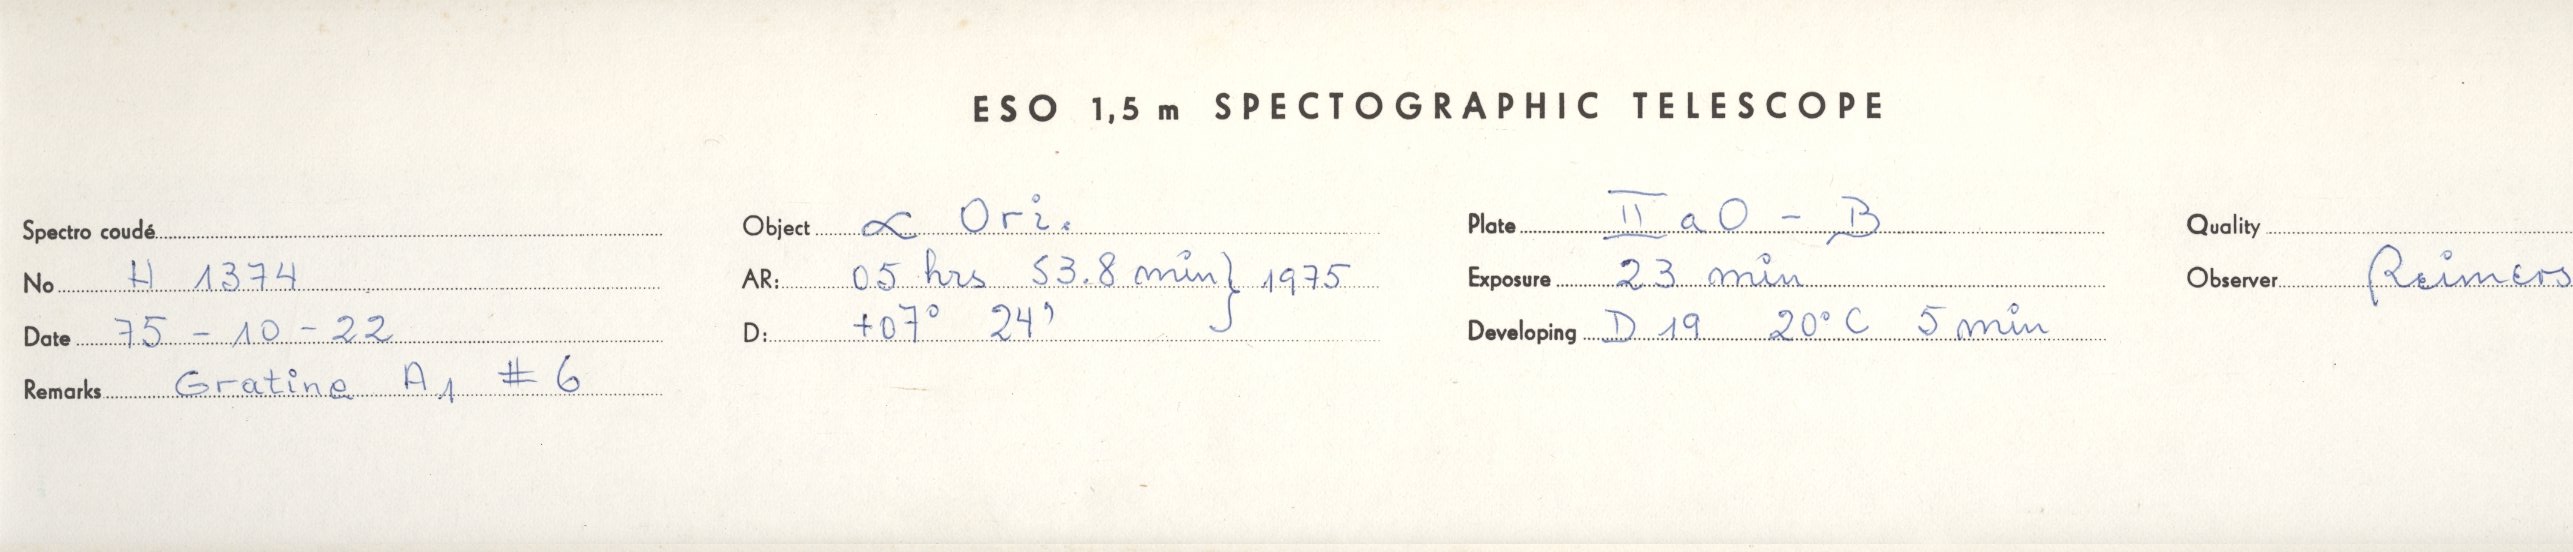 ESO 1,5 m SPECTOGRAPHIC TELESCOPE
Spectro coudé
No H 1374
Date 75-10-22
Remarks Grating A1 #6
Object α Ori.
AR: 05 hrs 53.8 min } 1975
D: +07° 24'
Plate IIaO - B
Exposure 23 min
Developing D 19 20°C 5 min
Quality
Observer Reimers